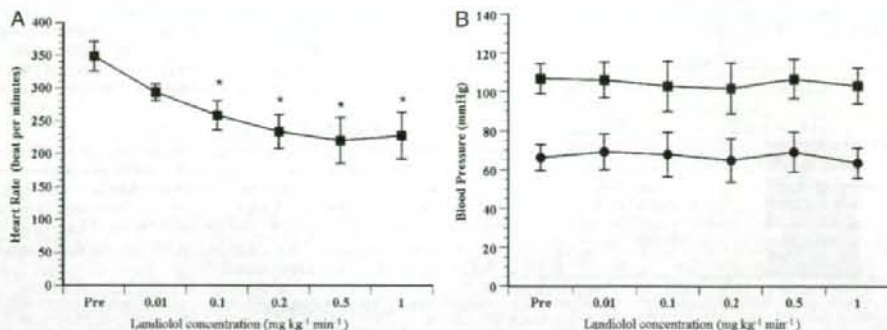 A
400
350
300
250
200
150
100
50
0
Heart Rate (beat per minutes)
* * * *
Pre 0.01 0.1 0.2 0.5 1
Landiolol concentration (mg kg⁻¹ min⁻¹)
B
140
120
100
80
60
40
20
0
Blood Pressure (mmHg)
Pre 0.01 0.1 0.2 0.5 1
Landiolol concentration (mg kg⁻¹ min⁻¹)